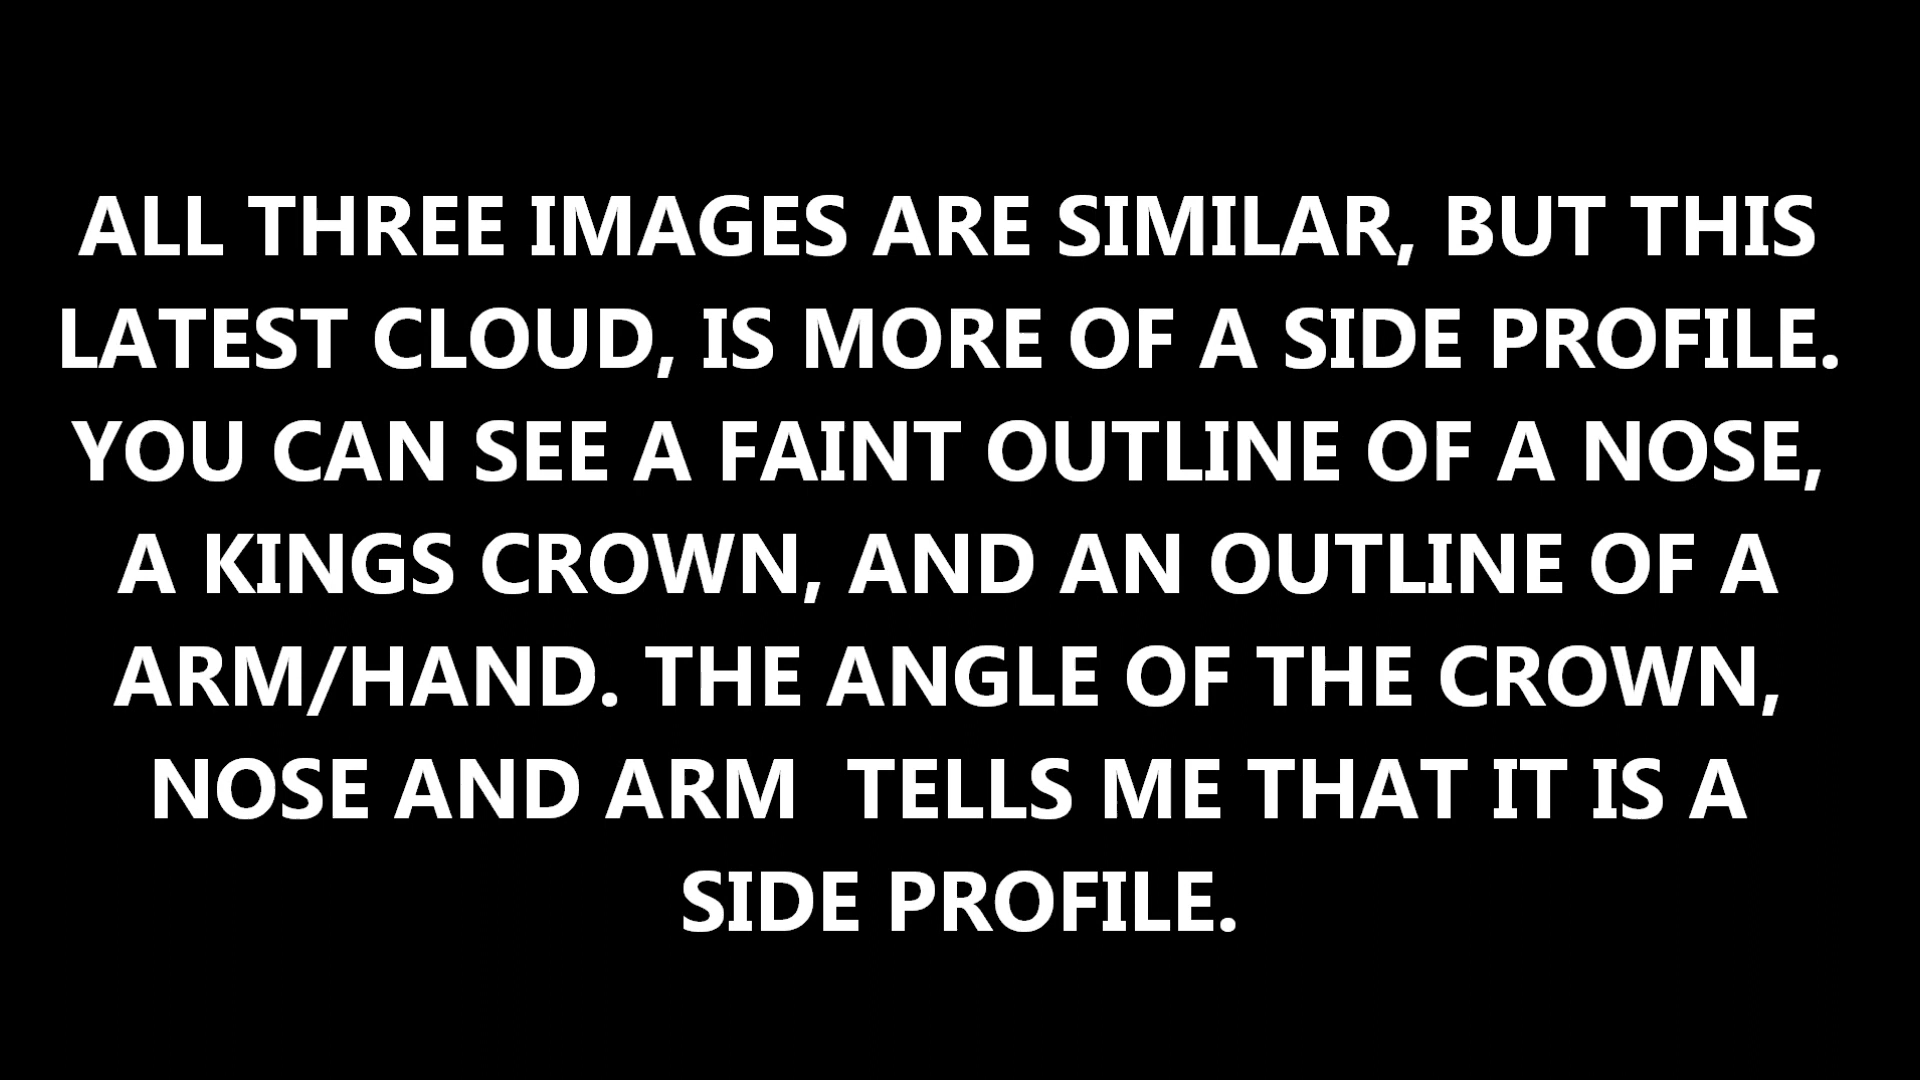 ALL THREE IMAGES ARE SIMILAR, BUT THIS
LATEST CLOUD, IS MORE OF A SIDE PROFILE.
YOU CAN SEE A FAINT OUTLINE OF A NOSE,
A KINGS CROWN, AND AN OUTLINE OF A
ARM/HAND. THE ANGLE OF THE CROWN,
NOSE AND ARM  TELLS ME THAT IT IS A
SIDE PROFILE.